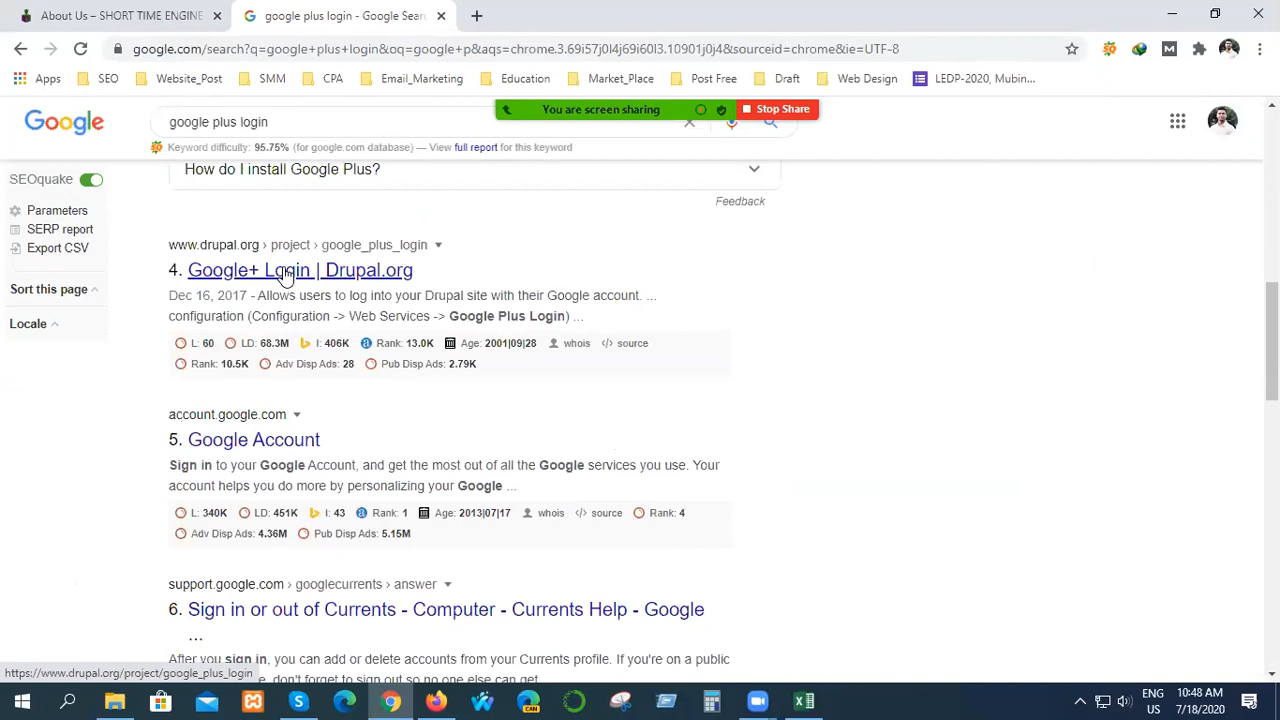 About Us — SHORT TIME ENGINE
google plus login - Google Sear
google.com/search?q=google+plus+login&oq=google+p&aqs=chrome.3.69i57j0l4j69i60l3.10901j0j4&sourceid=chrome&ie=UTF-8
Apps SEO Website_Post SMM CPA Email_Marketing Education Market_Place Post Free Draft Web Design LEDP-2020, Mubin...
You are screen sharing Stop Share
Google google plus login
Keyword difficulty: 95.75% (for google.com database) — View full report for this keyword
SEOquake
Parameters
SERP report
Export CSV
Sort this page
Locale
How do I install Google Plus?
Feedback
www.drupal.org › project › google_plus_login
4. Google+ Login | Drupal.org
Dec 16, 2017 - Allows users to log into your Drupal site with their Google account. ...
configuration (Configuration -> Web Services -> Google Plus Login) ...
L: 60 LD: 68.3M I: 406K Rank: 13.0K Age: 2001|09|28 whois source
Rank: 10.5K Adv Disp Ads: 28 Pub Disp Ads: 2.79K
account.google.com
5. Google Account
Sign in to your Google Account, and get the most out of all the Google services you use. Your
account helps you do more by personalizing your Google ...
L: 340K LD: 451K I: 43 Rank: 1 Age: 2013|07|17 whois source Rank: 4
Adv Disp Ads: 4.36M Pub Disp Ads: 5.15M
support.google.com › googlecurrents › answer
6. Sign in or out of Currents - Computer - Currents Help - Google
...
After you sign in, you can add or delete accounts from your Currents profile. If you're on a public
don't forget to sign out so no one else can get
https://www.drupal.org/project/google_plus_login
ENG
US
10:48 AM
7/18/2020